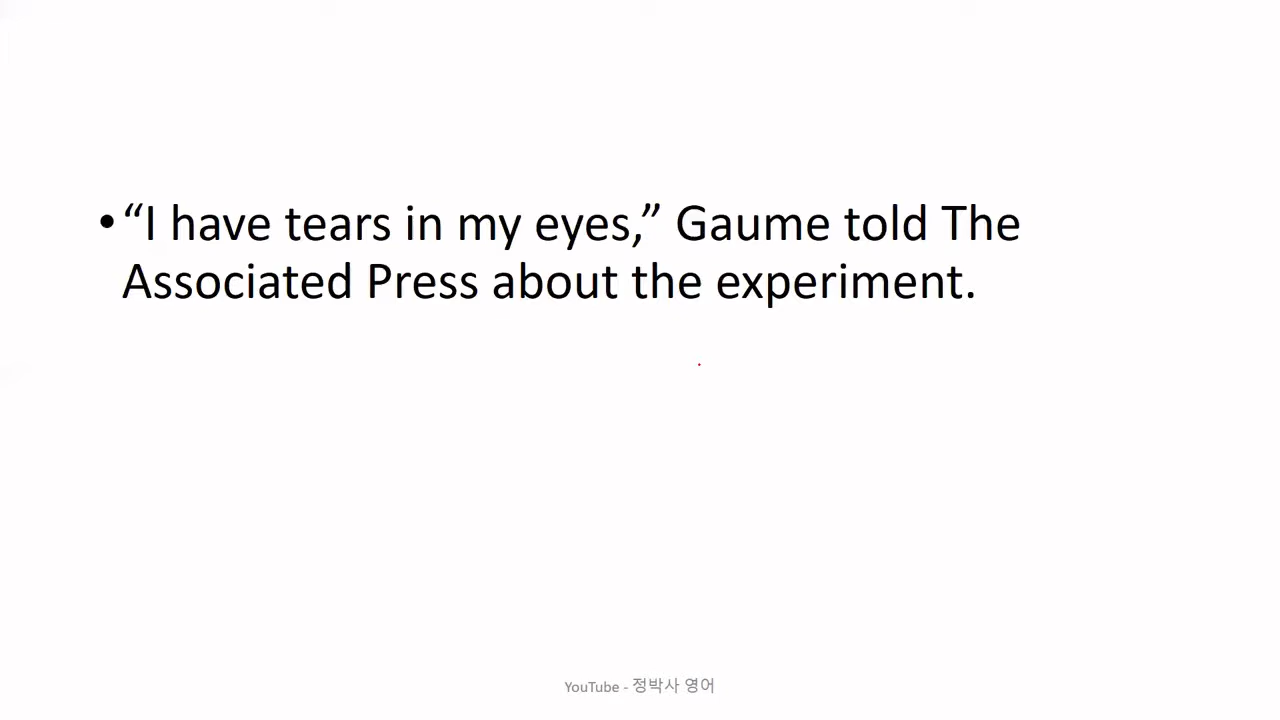 •“I have tears in my eyes,” Gaume told The
Associated Press about the experiment.
YouTube - 정박사 영어